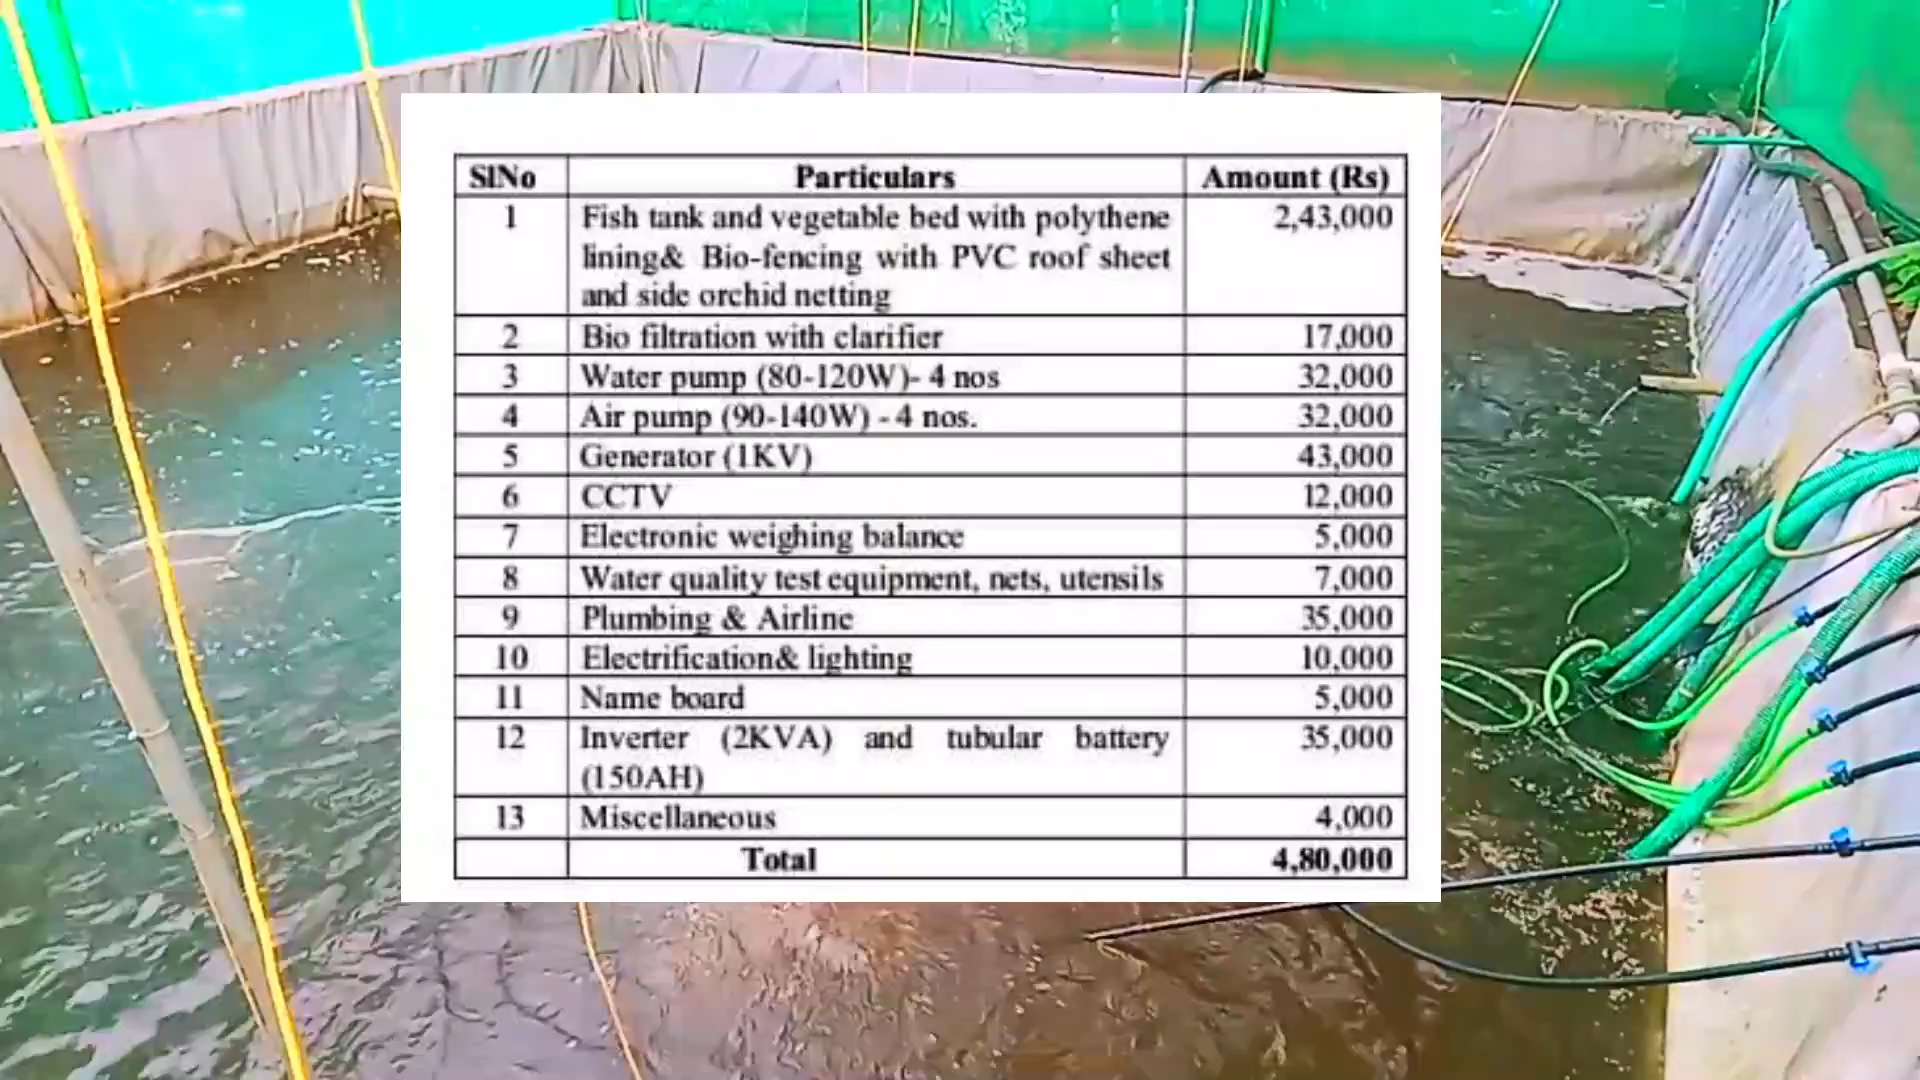 SlNo Particulars Amount (Rs)
1 Fish tank and vegetable bed with polythene 2,43,000
lining& Bio-fencing with PVC roof sheet
and side orchid netting
2 Bio filtration with clarifier 17,000
3 Water pump (80-120W)- 4 nos 32,000
4 Air pump (90-140W) - 4 nos. 32,000
5 Generator (1KV) 43,000
6 CCTV 12,000
7 Electronic weighing balance 5,000
8 Water quality test equipment, nets, utensils 7,000
9 Plumbing & Airline 35,000
10 Electrification& lighting 10,000
11 Name board 5,000
12 Inverter (2KVA) and tubular battery 35,000
(150AH)
13 Miscellaneous 4,000
Total 4,80,000